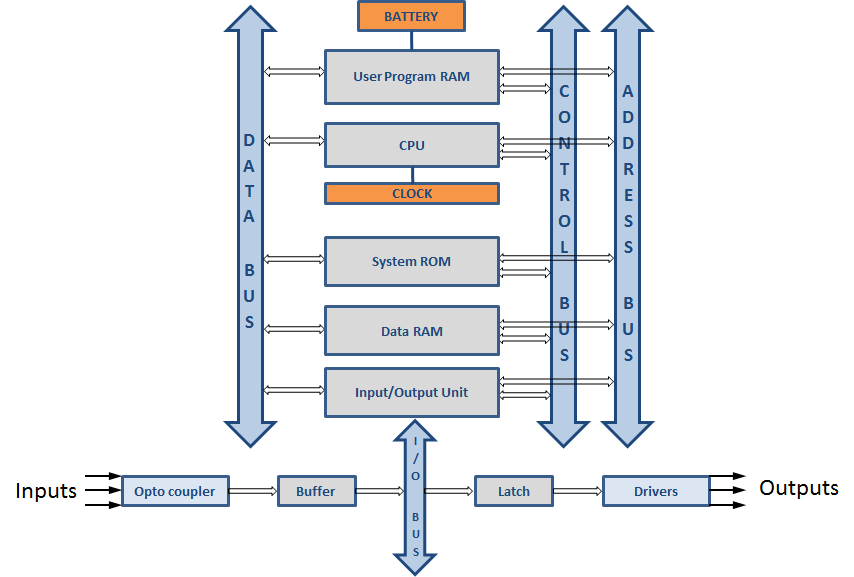 BATTERY
User Program RAM
CPU
CLOCK
System ROM
Data RAM
Input/Output Unit
DATA BUS
CONTROL BUS
ADDRESS BUS
I/O BUS
Inputs
Opto coupler
Buffer
Latch
Drivers
Outputs